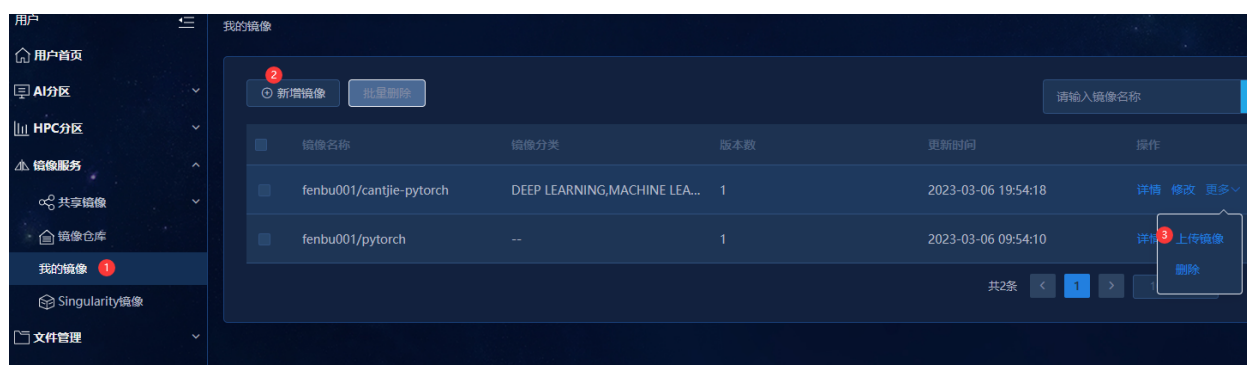 用户
我的镜像
用户首页
AI分区
HPC分区
镜像服务
共享镜像
镜像仓库
我的镜像 1
Singularity镜像
文件管理
2
新增镜像 批量删除 请输入镜像名称
镜像名称 镜像分类 版本数 更新时间 操作
fenbu001/cantjie-pytorch DEEP LEARNING,MACHINE LEA... 1 2023-03-06 19:54:18 详情 修改 更多
fenbu001/pytorch -- 1 2023-03-06 09:54:10 详情
3 上传镜像
删除
共2条 < 1 >